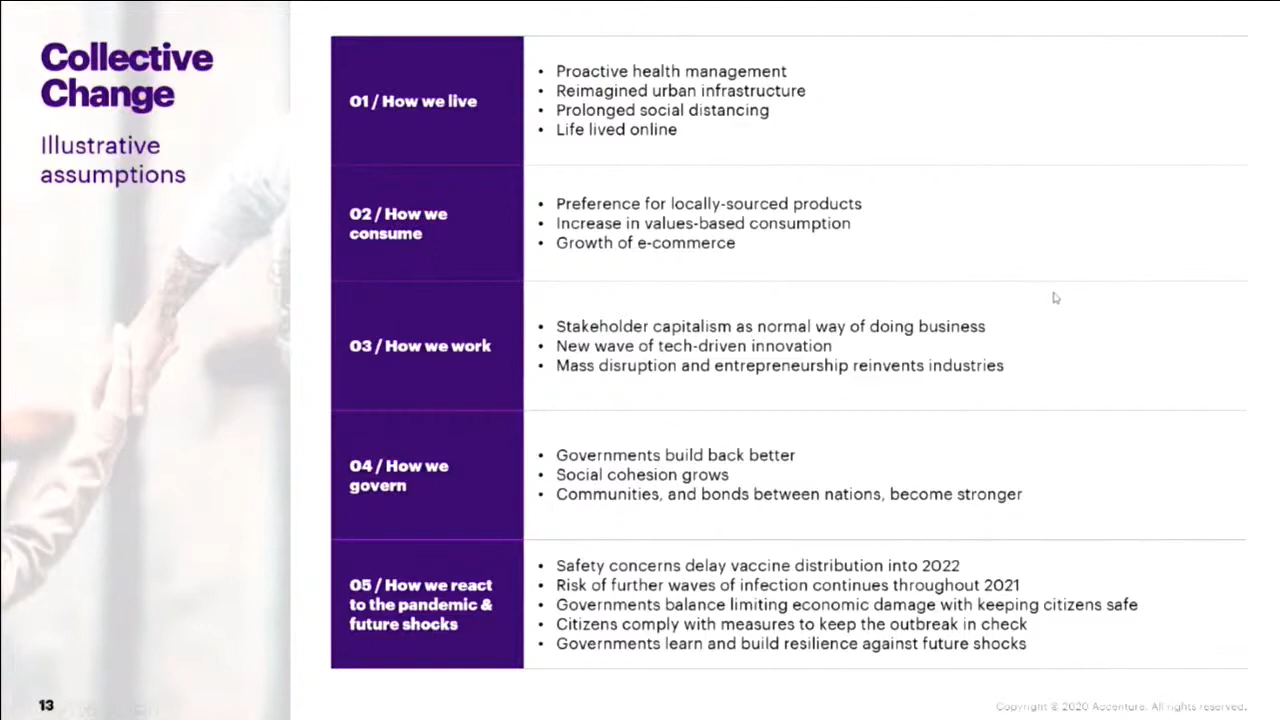 Collective
Change
Illustrative
assumptions
01 / How we live
• Proactive health management
• Reimagined urban infrastructure
• Prolonged social distancing
• Life lived online
02 / How we
consume
• Preference for locally-sourced products
• Increase in values-based consumption
• Growth of e-commerce
03 / How we work
• Stakeholder capitalism as normal way of doing business
• New wave of tech-driven innovation
• Mass disruption and entrepreneurship reinvents industries
04 / How we
govern
• Governments build back better
• Social cohesion grows
• Communities, and bonds between nations, become stronger
05 / How we react
to the pandemic &
future shocks
• Safety concerns delay vaccine distribution into 2022
• Risk of further waves of infection continues throughout 2021
• Governments balance limiting economic damage with keeping citizens safe
• Citizens comply with measures to keep the outbreak in check
• Governments learn and build resilience against future shocks
13
Copyright © 2020 Accenture. All rights reserved.